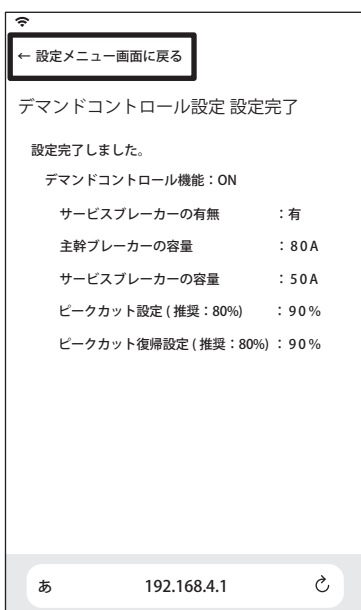 ← 設定メニュー画面に戻る
デマンドコントロール設定 設定完了
設定完了しました。
デマンドコントロール機能：ON
サービスブレーカーの有無 ：有
主幹ブレーカーの容量 ：80A
サービスブレーカーの容量 ：50A
ピークカット設定 ( 推奨：80%) ：90%
ピークカット復帰設定 ( 推奨：80%) ：90%
あ 192.168.4.1